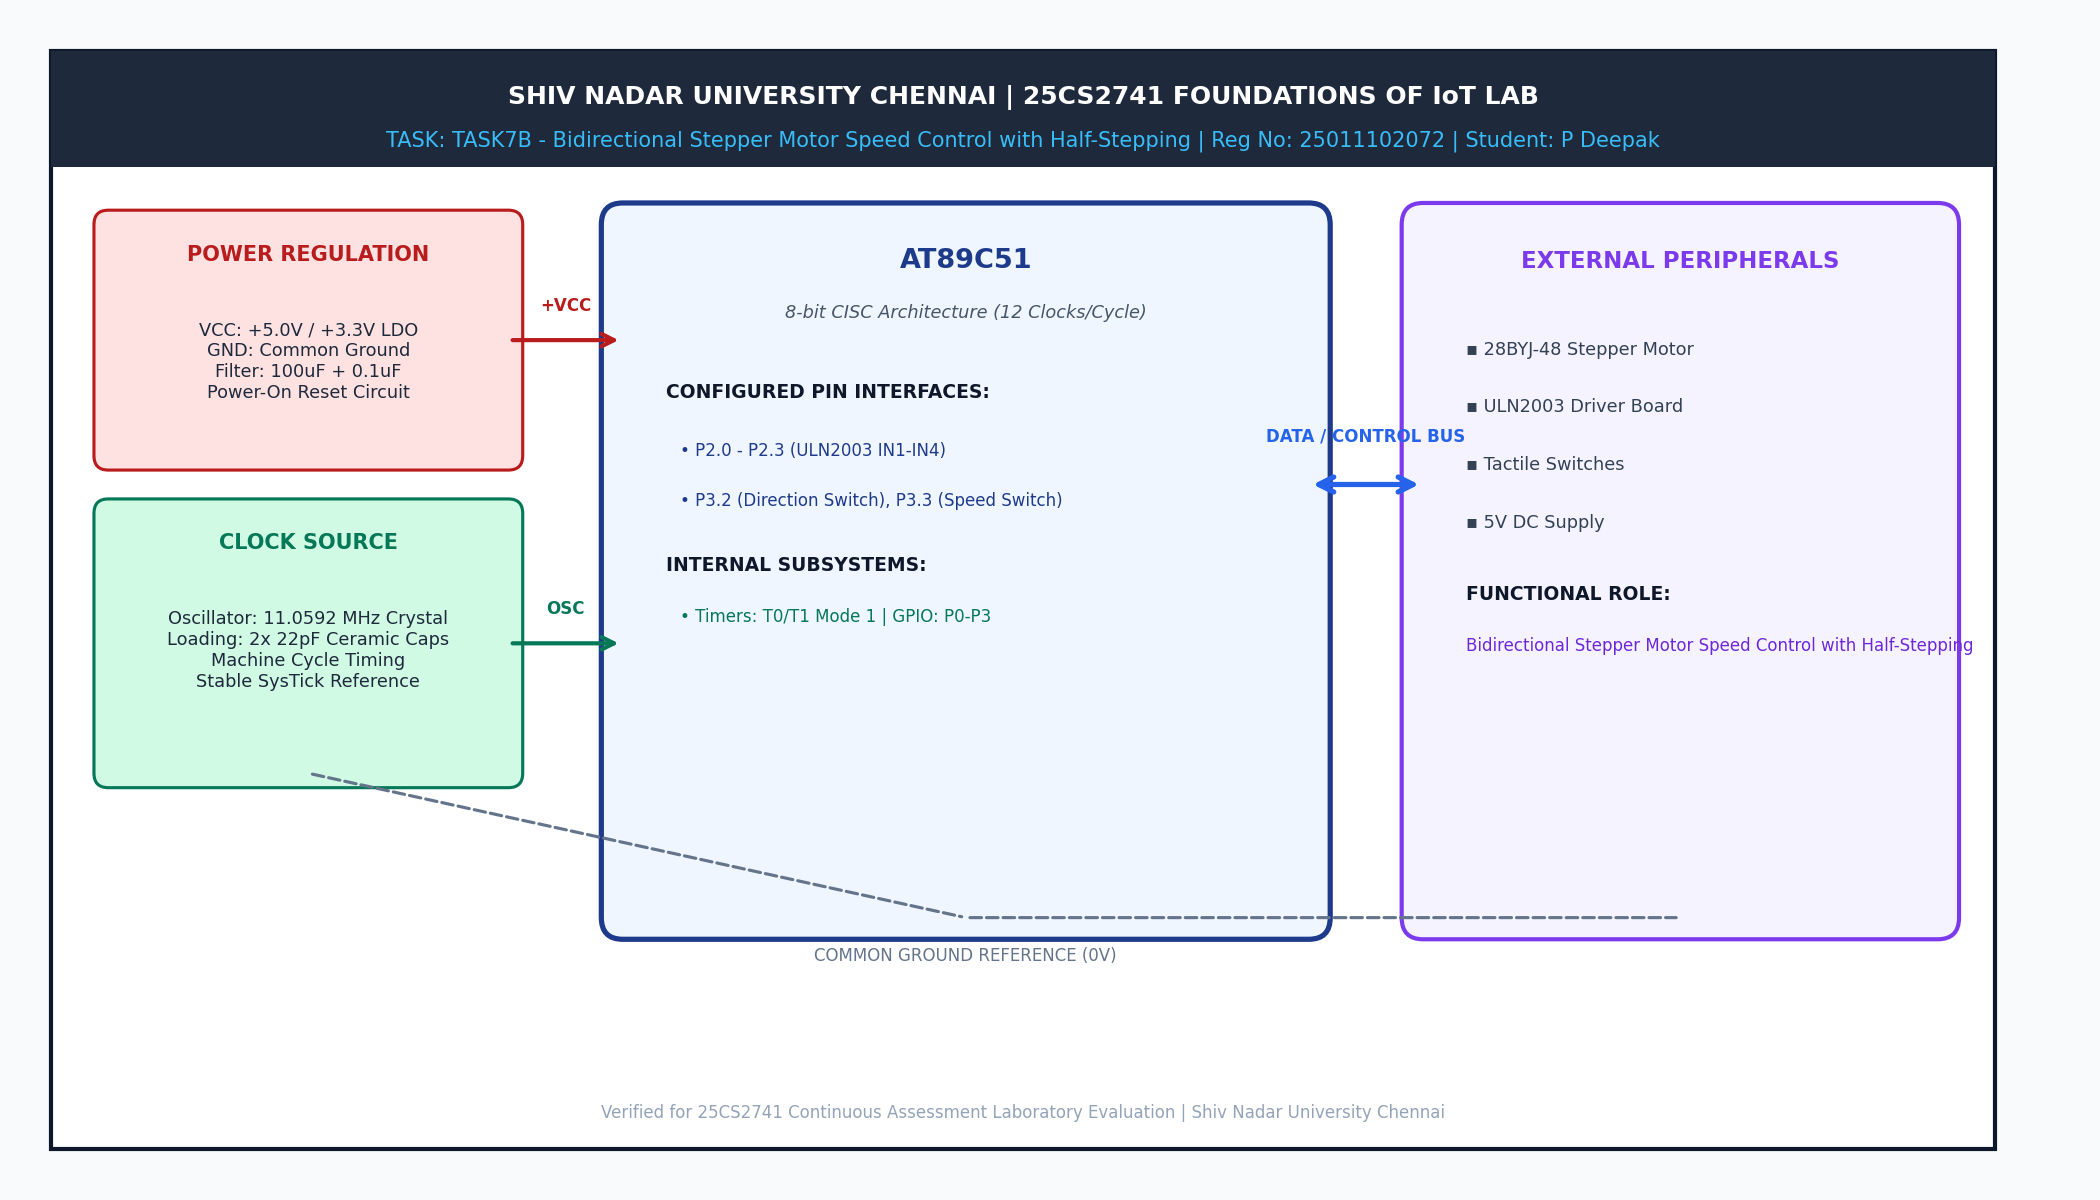 SHIV NADAR UNIVERSITY CHENNAI | 25CS2741 FOUNDATIONS OF IoT LAB
TASK: TASK7B - Bidirectional Stepper Motor Speed Control with Half-Stepping | Reg No: 25011102072 | Student: P Deepak
POWER REGULATION
VCC: +5.0V / +3.3V LDO
GND: Common Ground
Filter: 100uF + 0.1uF
Power-On Reset Circuit
+VCC
CLOCK SOURCE
Oscillator: 11.0592 MHz Crystal
Loading: 2x 22pF Ceramic Caps
Machine Cycle Timing
Stable SysTick Reference
OSC
AT89C51
8-bit CISC Architecture (12 Clocks/Cycle)
CONFIGURED PIN INTERFACES:
• P2.0 - P2.3 (ULN2003 IN1-IN4)
• P3.2 (Direction Switch), P3.3 (Speed Switch)
INTERNAL SUBSYSTEMS:
• Timers: T0/T1 Mode 1 | GPIO: P0-P3
DATA / CONTROL BUS
EXTERNAL PERIPHERALS
▪ 28BYJ-48 Stepper Motor
▪ ULN2003 Driver Board
▪ Tactile Switches
▪ 5V DC Supply
FUNCTIONAL ROLE:
Bidirectional Stepper Motor Speed Control with Half-Stepping
COMMON GROUND REFERENCE (0V)
Verified for 25CS2741 Continuous Assessment Laboratory Evaluation | Shiv Nadar University Chennai